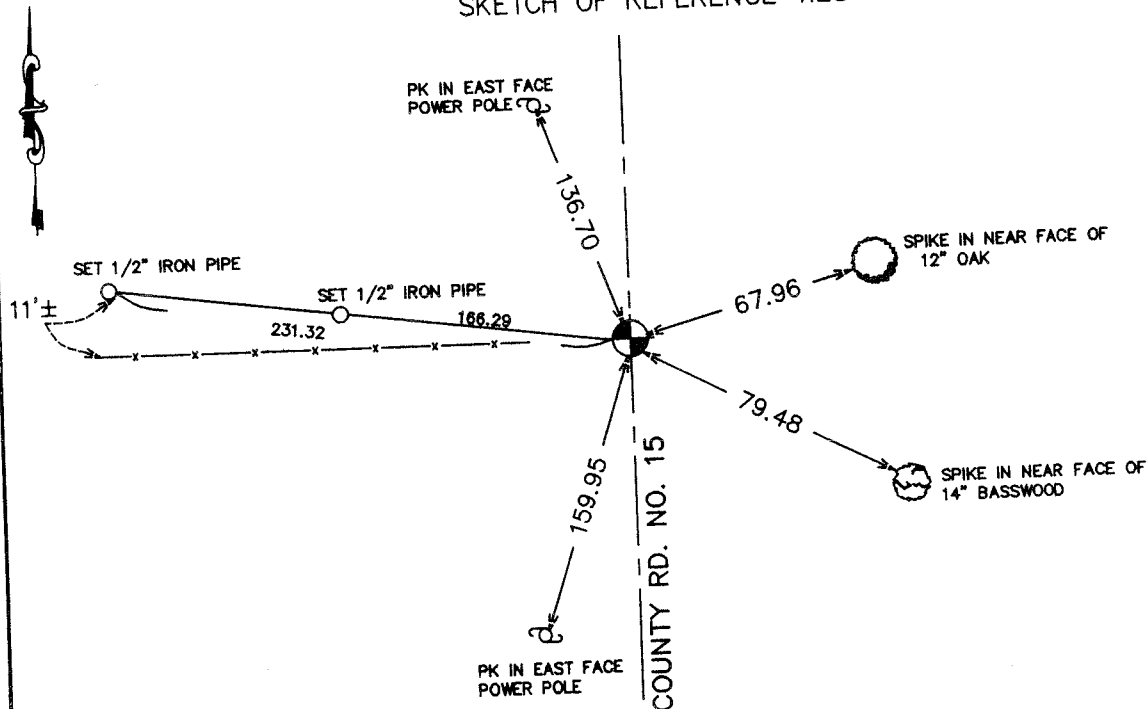 SKETCH OF REFERENCE
PK IN EAST FACE
POWER POLE
136.70
SPIKE IN NEAR FACE OF
12" OAK
67.96
SET 1/2" IRON PIPE
SET 1/2" IRON PIPE
11'±
231.32
166.29
79.48
SPIKE IN NEAR FACE OF
14" BASSWOOD
159.95
COUNTY RD. NO. 15
PK IN EAST FACE
POWER POLE